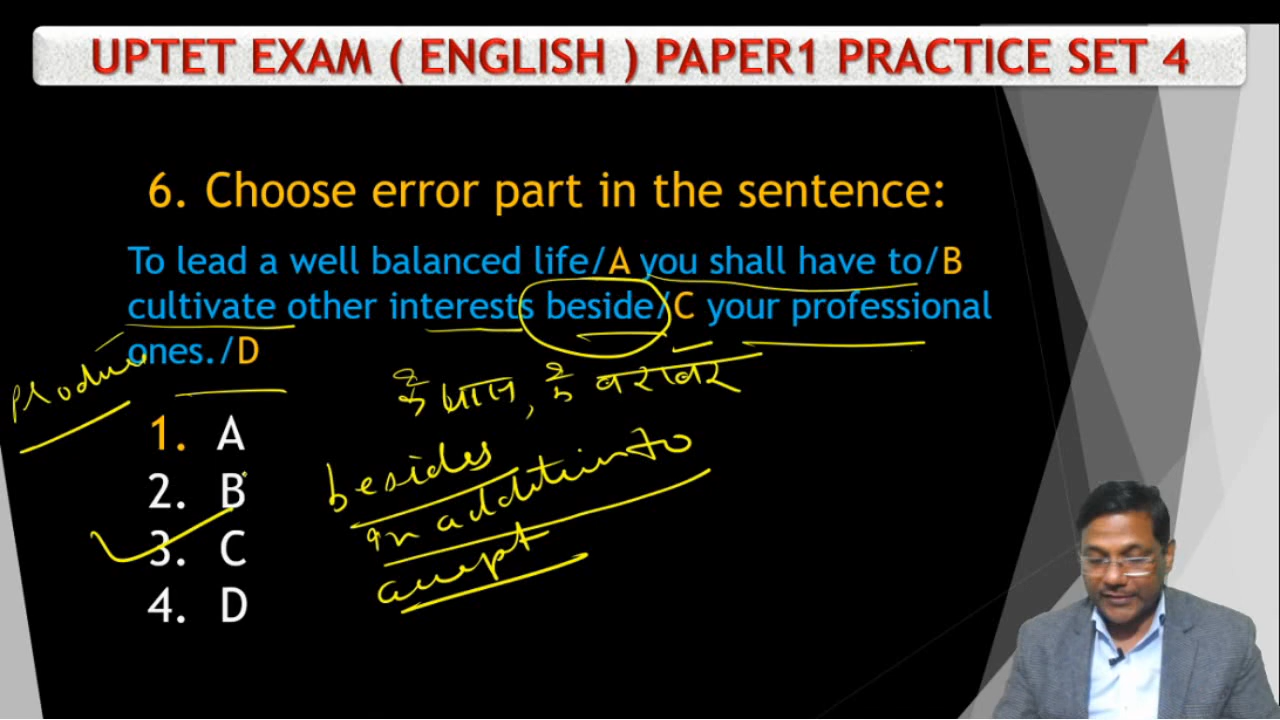 UPTET EXAM ( ENGLISH ) PAPER1 PRACTICE SET 4
6. Choose error part in the sentence:
To lead a well balanced life/A you shall have to/B
cultivate other interests beside/C your professional
ones./D
के पास, के बराबर
1. A
2. B
3. C
4. D
besides
in addition to